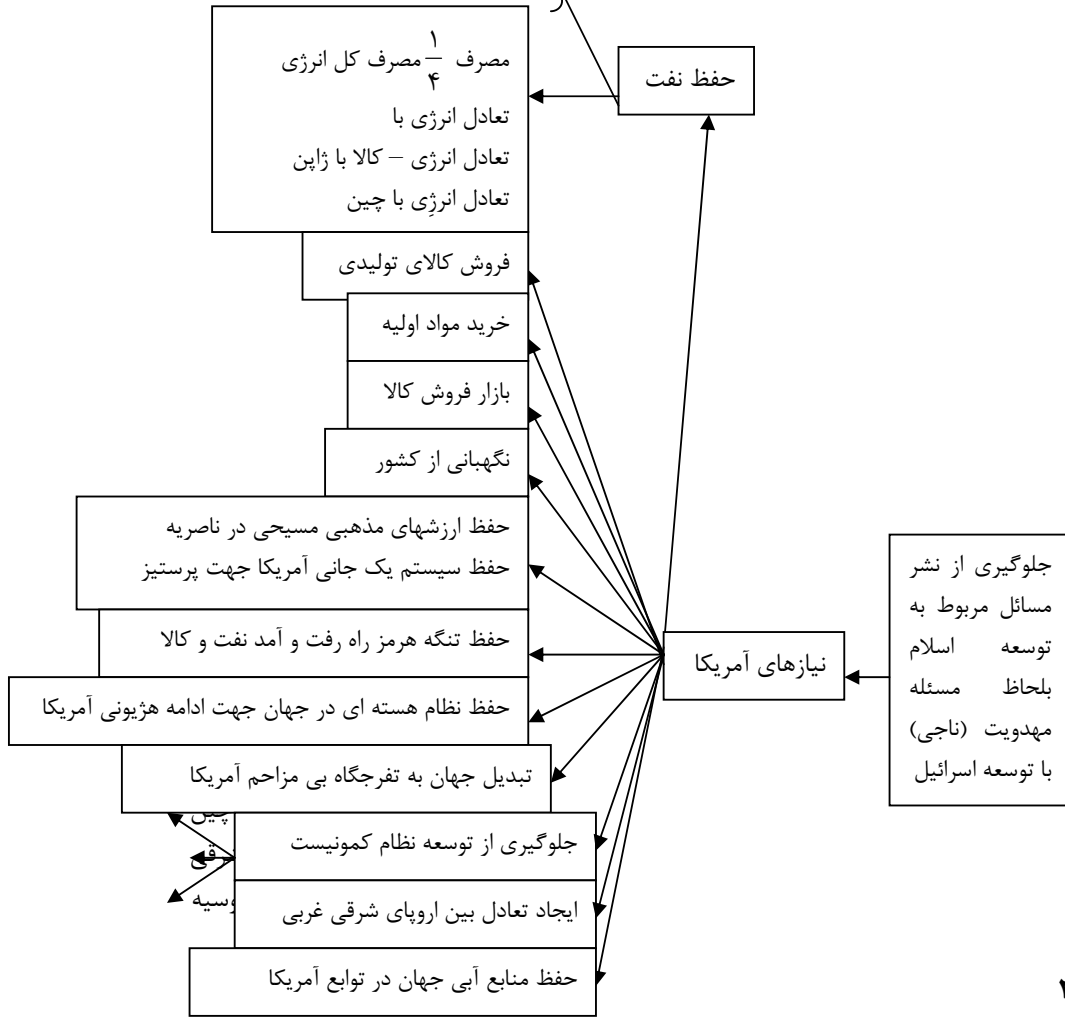 حفظ نفت
مصرف ۱/۴ مصرف کل انرژی
تعادل انرژی با
تعادل انرژی – کالا با ژاپن
تعادل انرژِی با چین
فروش کالای تولیدی
خرید مواد اولیه
بازار فروش کالا
نگهبانی از کشور
حفظ ارزشهای مذهبی مسیحی در ناصریه
حفظ سیستم یک جانی آمریکا جهت پرستیز
حفظ تنگه هرمز راه رفت و آمد نفت و کالا
حفظ نظام هسته ای در جهان جهت ادامه هژیونی آمریکا
تبدیل جهان به تفرجگاه بی مزاحم آمریکا
جلوگیری از توسعه نظام کمونیست
ایجاد تعادل بین اروپای شرقی غربی
حفظ منابع آبی جهان در توابع آمریکا
نیازهای آمریکا
جلوگیری از نشر
مسائل مربوط به
توسعه اسلام
بلحاظ مسئله
مهدویت (ناجی)
با توسعه اسرائیل
چین